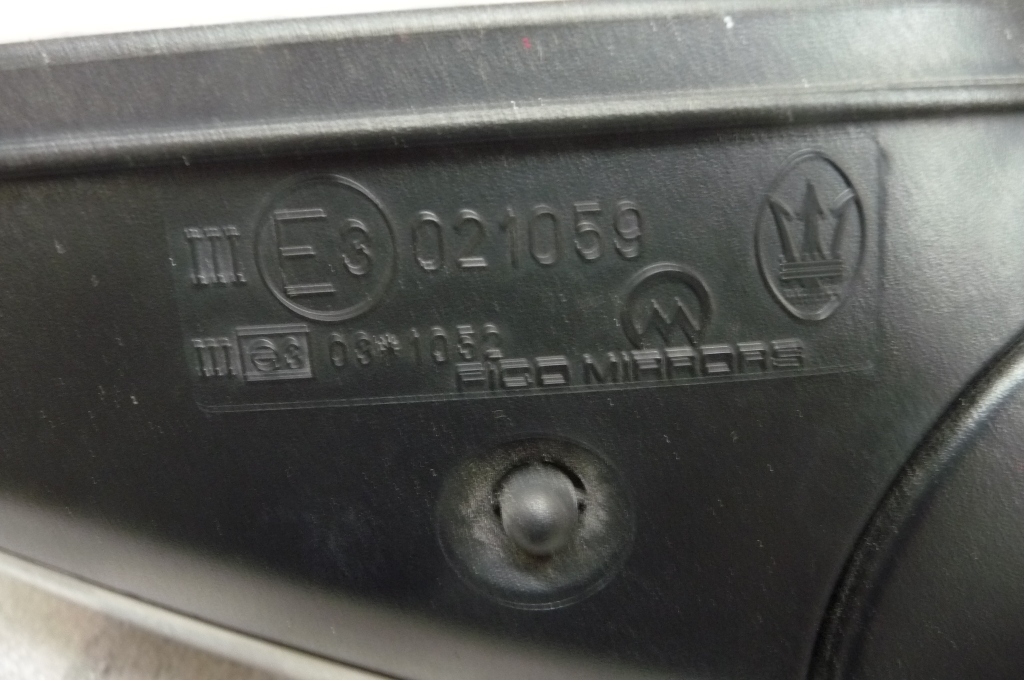 III E3 021059
III e3 03*1052
FICO MIRRORS